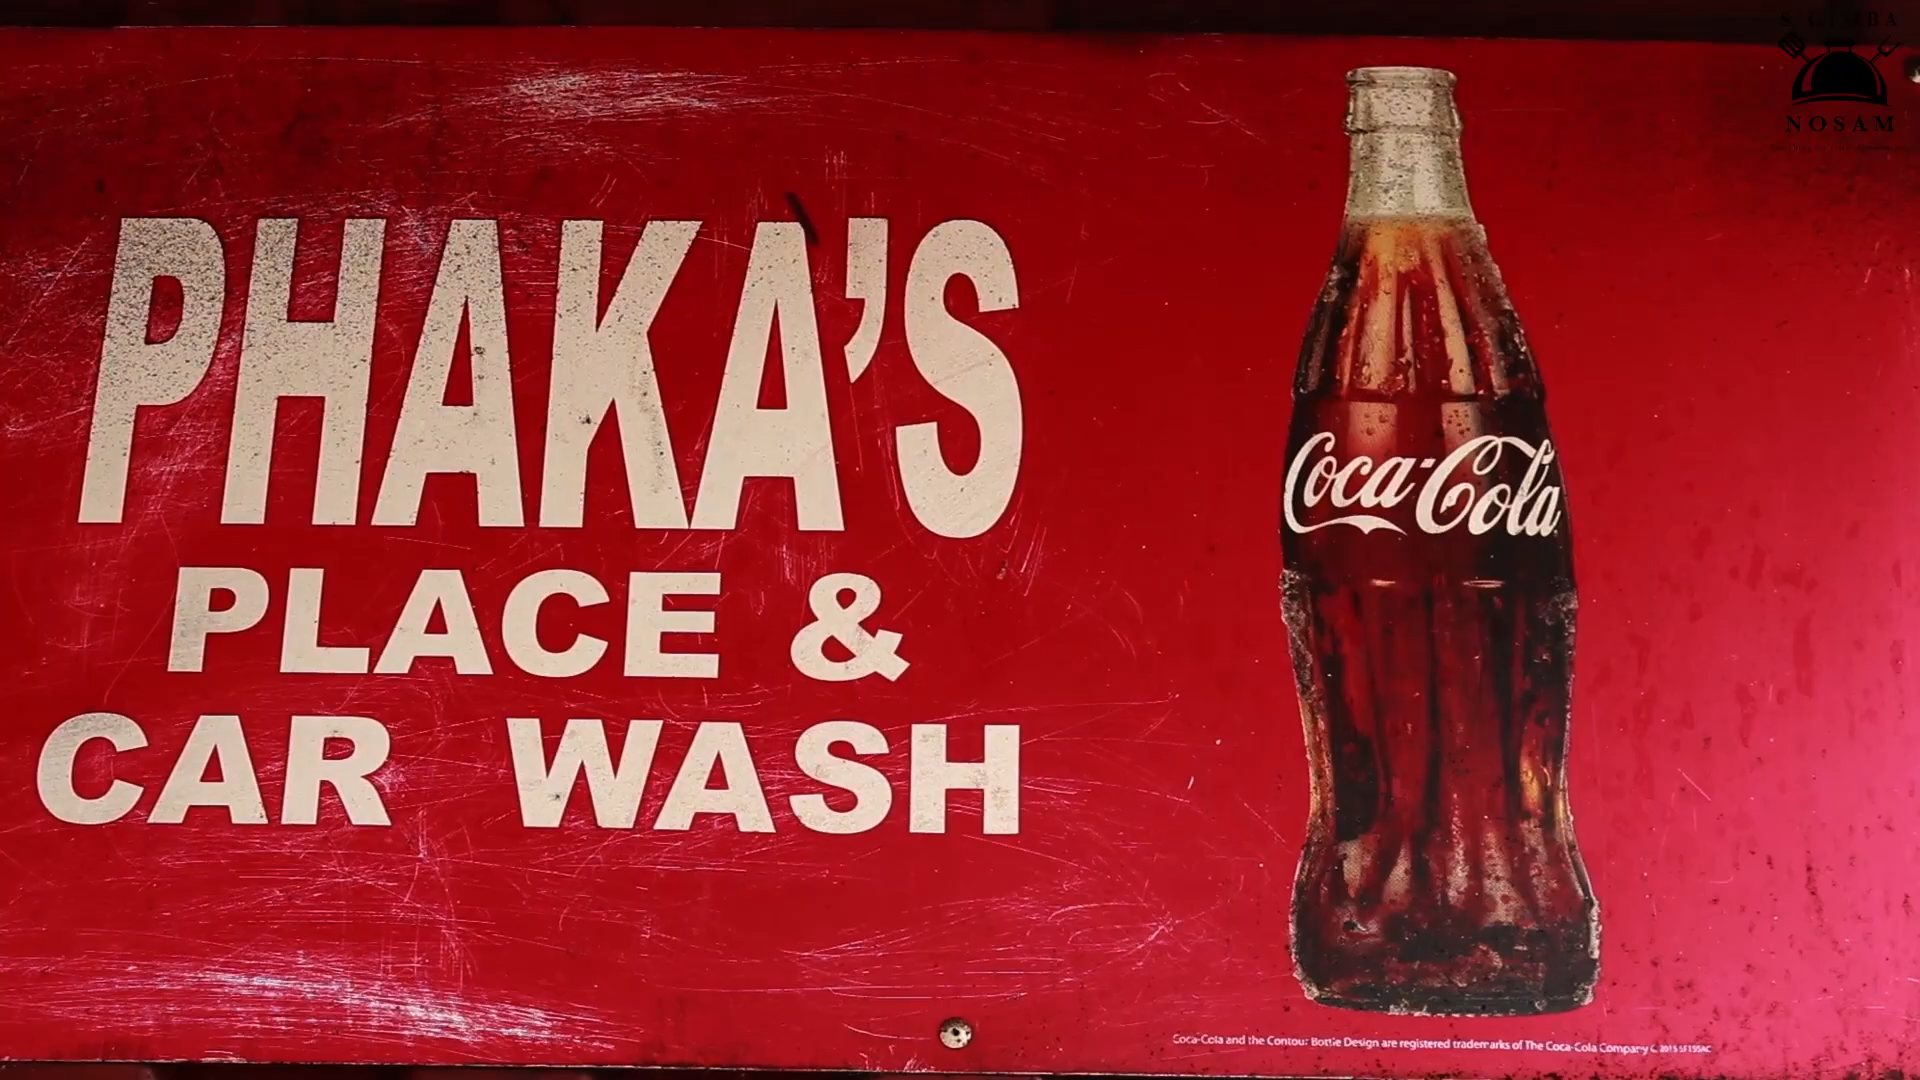 PHAKA'S
PLACE &
CAR WASH
Coca-Cola
Coca-Cola and the Contour Bottle Design are registered trademarks of The Coca-Cola Company © 2015
NOSAM